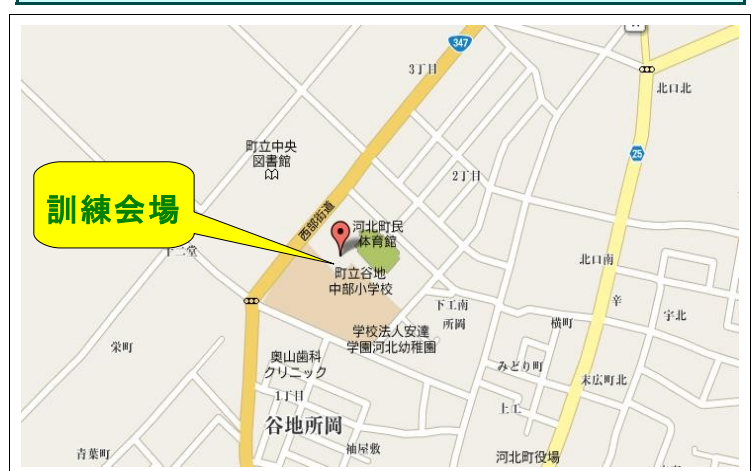 347
3丁目
北口北
町立中央
図書館
25
2丁目
訓練会場
西部街道
河北町民
体育館
十二堂
町立谷地
中部小学校
北口南
辛
下工南
所岡
横町
宇北
学校法人安達
学園河北幼稚園
栄町
奥山歯科
クリニック
みどり町
末広町北
1丁目
上工
谷地所岡
袖屋敷
青葉町
河北町役場